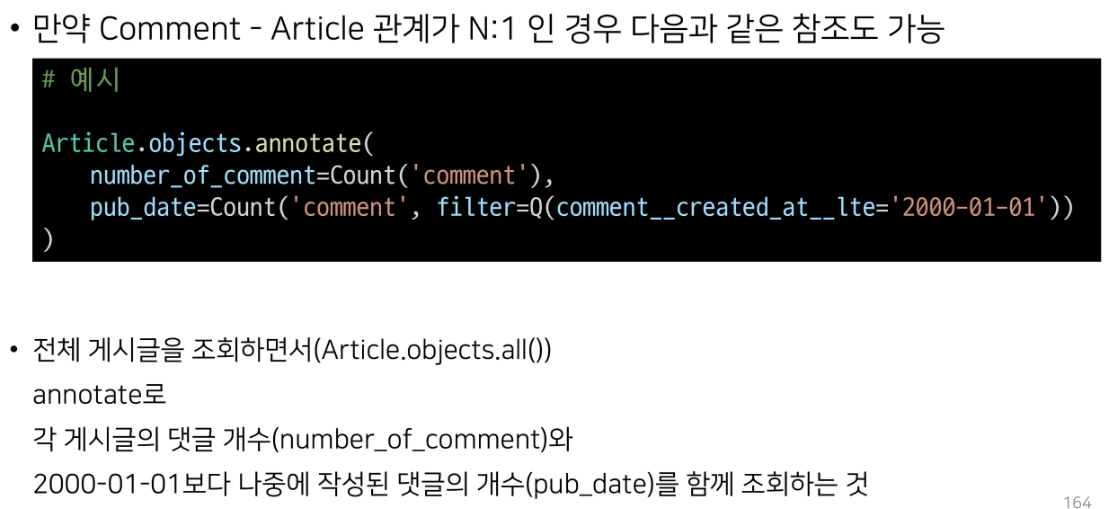 • 만약 Comment - Article 관계가 N:1 인 경우 다음과 같은 참조도 가능
# 예시
Article.objects.annotate(
    number_of_comment=Count('comment'),
    pub_date=Count('comment', filter=Q(comment__created_at__lte='2000-01-01'))
)
• 전체 게시글을 조회하면서(Article.objects.all())
annotate로
각 게시글의 댓글 개수(number_of_comment)와
2000-01-01보다 나중에 작성된 댓글의 개수(pub_date)를 함께 조회하는 것
164